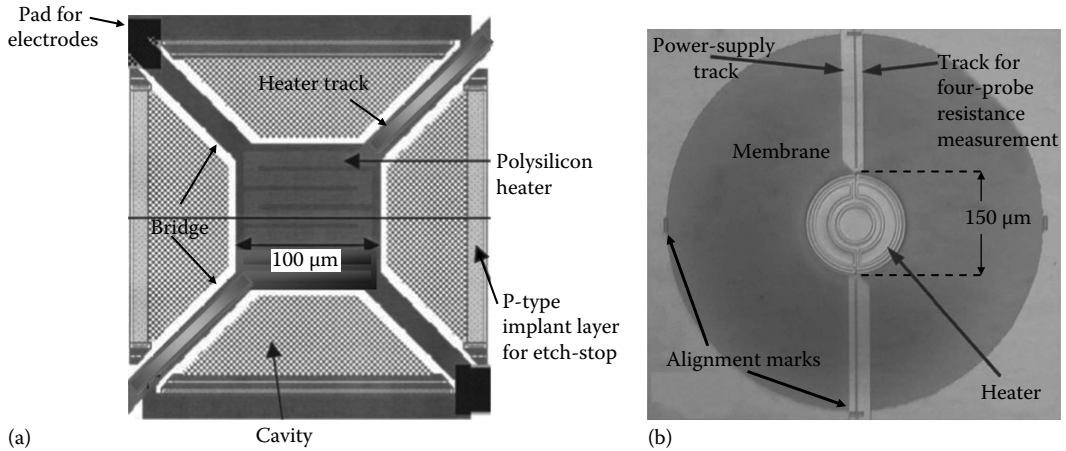 Pad for
electrodes
Heater track
Polysilicon
heater
Bridge
100 μm
P-type
implant layer
for etch-stop
Cavity
(a)
Power-supply
track
Track for
four-probe
resistance
measurement
Membrane
150 μm
Alignment marks
Heater
(b)